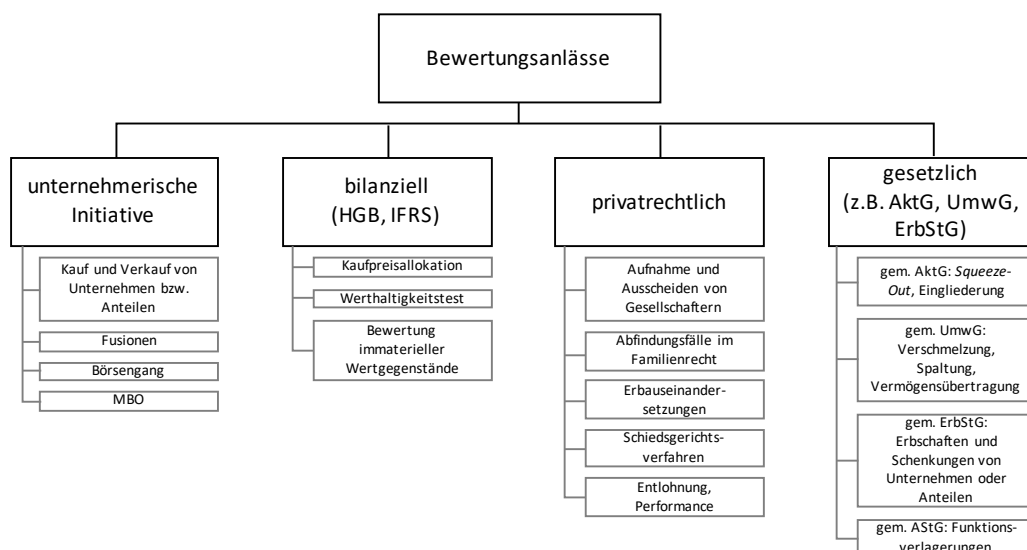 Bewertungsanlässe
unternehmerische
Initiative
Kauf und Verkauf von
Unternehmen bzw.
Anteilen
Fusionen
Börsengang
MBO
bilanziell
(HGB, IFRS)
Kaufpreisallokation
Werthaltigkeitstest
Bewertung
immaterieller
Wertgegenstände
privatrechtlich
Aufnahme und
Ausscheiden von
Gesellschaftern
Abfindungsfälle im
Familienrecht
Erbauseinander-
setzungen
Schiedsgerichts-
verfahren
Entlohnung,
Performance
gesetzlich
(z.B. AktG, UmwG,
ErbStG)
gem. AktG: Squeeze-
Out, Eingliederung
gem. UmwG:
Verschmelzung,
Spaltung,
Vermögensübertragung
gem. ErbStG:
Erbschaften und
Schenkungen von
Unternehmen oder
Anteilen
gem. AStG: Funktions-
verlagerungen